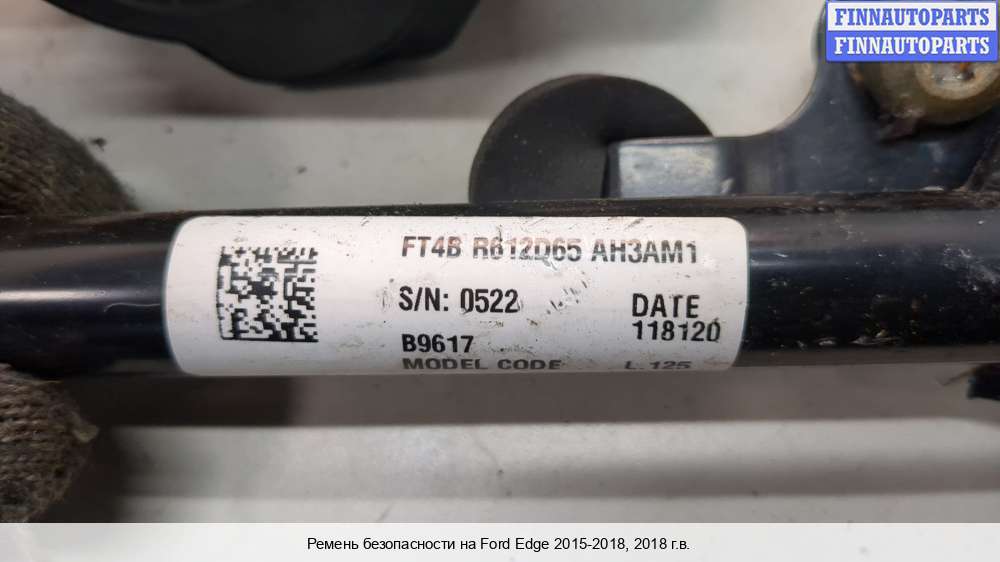 FINNAUTOPARTS
FINNAUTOPARTS
FT4B R612D65 AH3AM1
S/N: 0522
DATE
118120
B9617
MODEL CODE L.125
Ремень безопасности на Ford Edge 2015-2018, 2018 г.в.